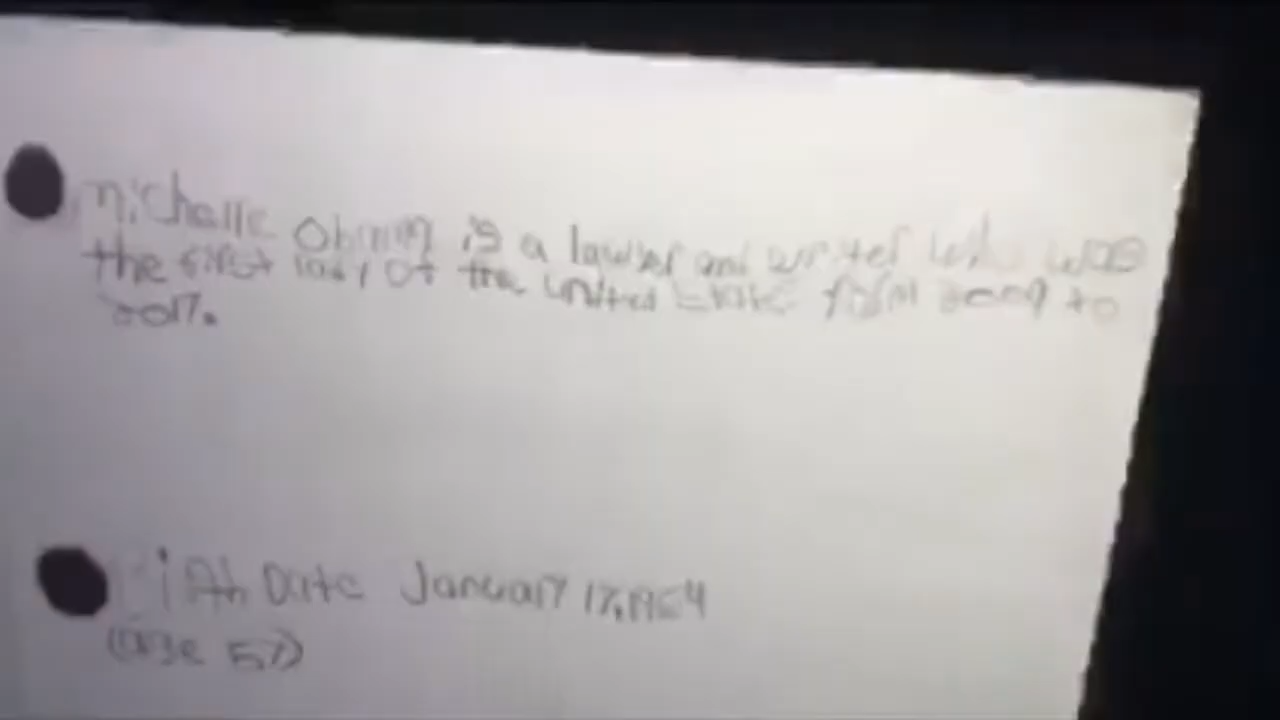 michelle Obama is a lawyer and writer who was
the first lady of the united from 2009 to
2017.
Birth Date January 17,1964
(age 57)